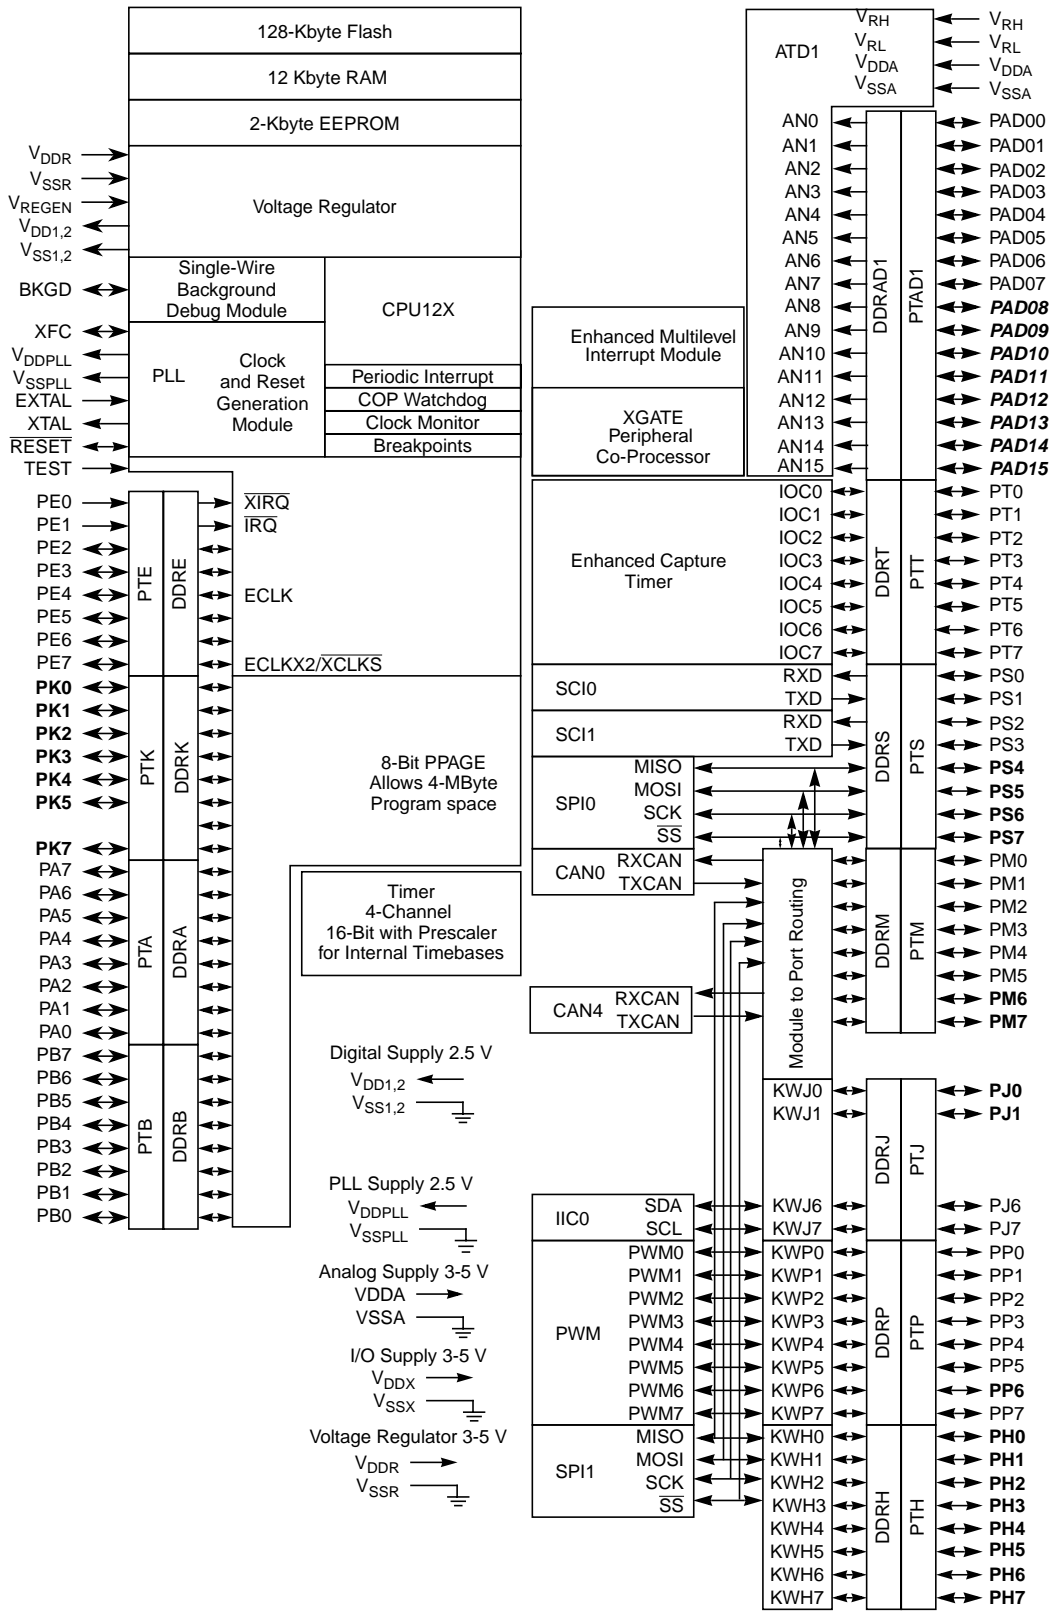 128-Kbyte Flash
12 Kbyte RAM
2-Kbyte EEPROM
VDDR
VSSR
VREGEN
VDD1,2
VSS1,2
Voltage Regulator
BKGD
Single-Wire
Background
Debug Module
CPU12X
XFC
VDDPLL
VSSPLL
EXTAL
XTAL
RESET
TEST
PLL
Clock
and Reset
Generation
Module
Periodic Interrupt
COP Watchdog
Clock Monitor
Breakpoints
PE0
PE1
PE2
PE3
PE4
PE5
PE6
PE7
PTE
DDRE
XIRQ
IRQ
ECLK
ECLKX2/XCLKS
PK0
PK1
PK2
PK3
PK4
PK5
PK7
PTK
DDRK
8-Bit PPAGE
Allows 4-MByte
Program space
PA7
PA6
PA5
PA4
PA3
PA2
PA1
PA0
PTA
DDRA
Timer
4-Channel
16-Bit with Prescaler
for Internal Timebases
PB7
PB6
PB5
PB4
PB3
PB2
PB1
PB0
PTB
DDRB
Digital Supply 2.5 V
VDD1,2
VSS1,2
PLL Supply 2.5 V
VDDPLL
VSSPLL
Analog Supply 3-5 V
VDDA
VSSA
I/O Supply 3-5 V
VDDX
VSSX
Voltage Regulator 3-5 V
VDDR
VSSR
ATD1
VRH
VRL
VDDA
VSSA
VRH
VRL
VDDA
VSSA
AN0
AN1
AN2
AN3
AN4
AN5
AN6
AN7
AN8
AN9
AN10
AN11
AN12
AN13
AN14
AN15
DDRAD1
PTAD1
PAD00
PAD01
PAD02
PAD03
PAD04
PAD05
PAD06
PAD07
PAD08
PAD09
PAD10
PAD11
PAD12
PAD13
PAD14
PAD15
Enhanced Multilevel
Interrupt Module
XGATE
Peripheral
Co-Processor
Enhanced Capture
Timer
IOC0
IOC1
IOC2
IOC3
IOC4
IOC5
IOC6
IOC7
DDRT
PTT
PT0
PT1
PT2
PT3
PT4
PT5
PT6
PT7
SCI0
RXD
TXD
SCI1
RXD
TXD
SPI0
MISO
MOSI
SCK
SS
DDRS
PTS
PS0
PS1
PS2
PS3
PS4
PS5
PS6
PS7
CAN0
RXCAN
TXCAN
CAN4
RXCAN
TXCAN
Module to Port Routing
DDRM
PTM
PM0
PM1
PM2
PM3
PM4
PM5
PM6
PM7
KWJ0
KWJ1
KWJ6
KWJ7
DDRJ
PTJ
PJ0
PJ1
PJ6
PJ7
IIC0
SDA
SCL
PWM
PWM0
PWM1
PWM2
PWM3
PWM4
PWM5
PWM6
PWM7
KWP0
KWP1
KWP2
KWP3
KWP4
KWP5
KWP6
KWP7
DDRP
PTP
PP0
PP1
PP2
PP3
PP4
PP5
PP6
PP7
SPI1
MISO
MOSI
SCK
SS
KWH0
KWH1
KWH2
KWH3
KWH4
KWH5
KWH6
KWH7
DDRH
PTH
PH0
PH1
PH2
PH3
PH4
PH5
PH6
PH7